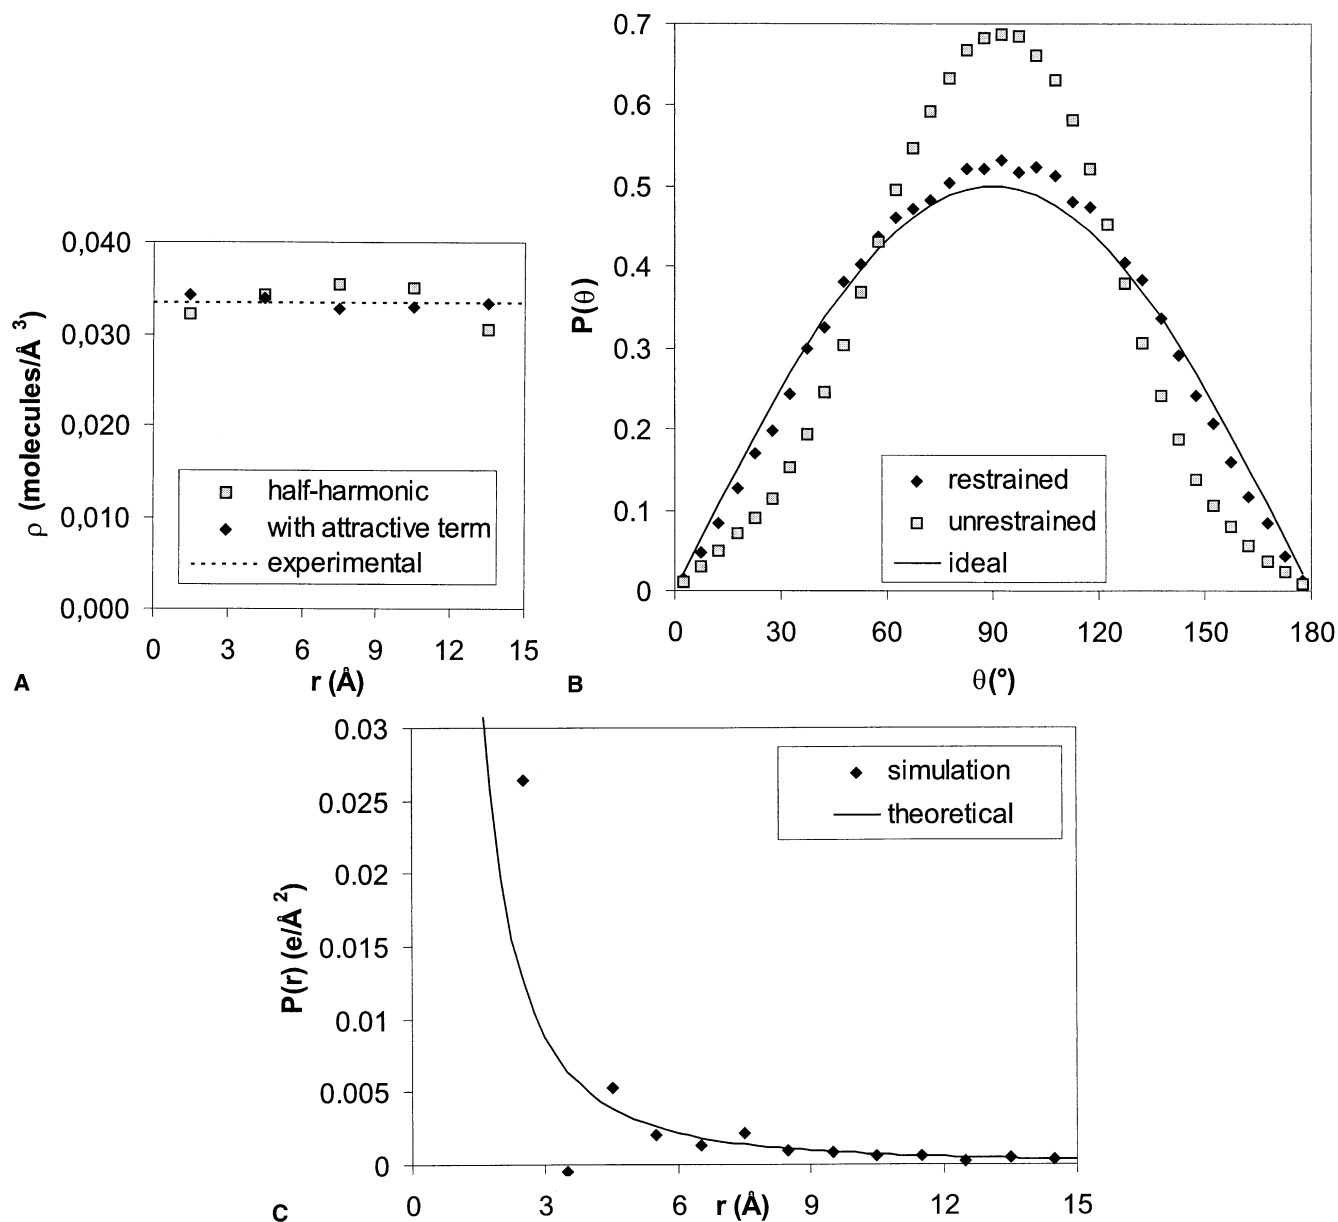 0,040
0,030
0,020
0,010
0,000
ρ (molecules/Å ³)
half-harmonic
with attractive term
experimental
0 3 6 9 12 15
r (Å)
A
0.7
0.6
0.5
0.4
0.3
0.2
0.1
0
P(θ)
restrained
unrestrained
ideal
0 30 60 90 120 150 180
θ(°)
B
0.03
0.025
0.02
0.015
0.01
0.005
0
P(r) (e/Å ²)
simulation
theoretical
0 3 6 9 12 15
r (Å)
C